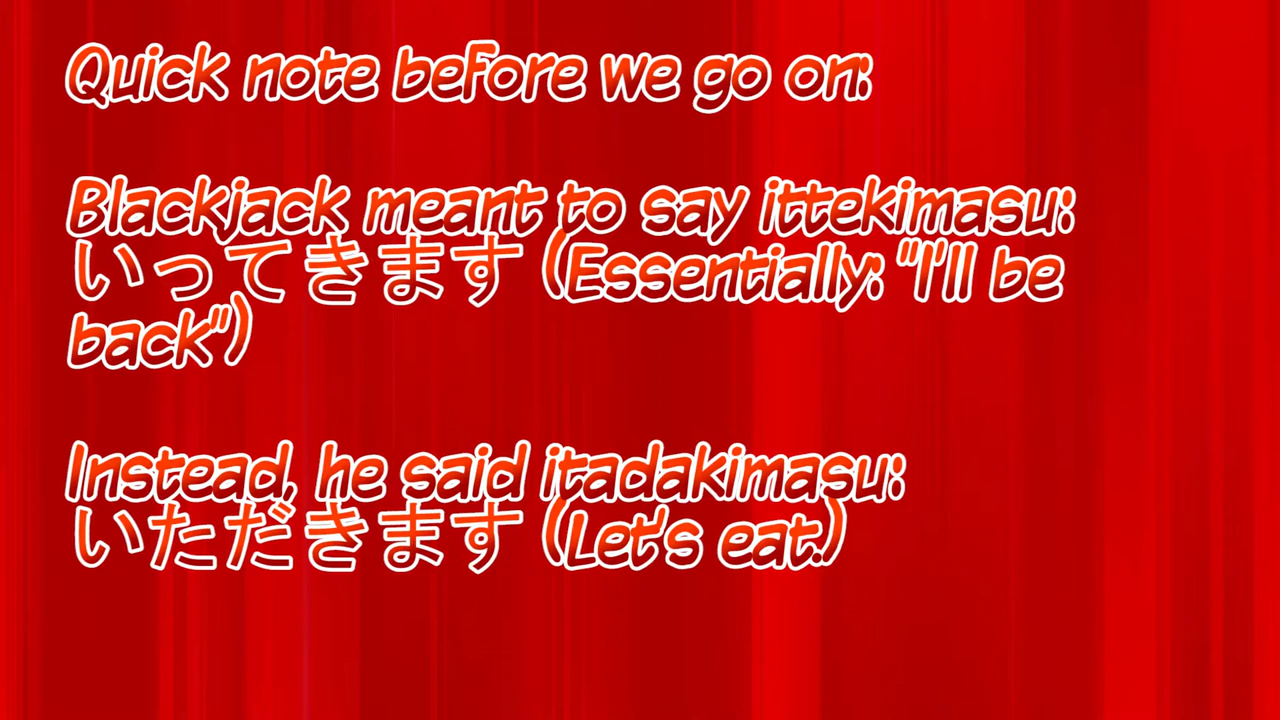 Quick note before we go on:
Blackjack meant to say ittekimasu:
いってきます (Essentially: "I'll be
back")
Instead, he said itadakimasu:
いただきます (Let's eat.)